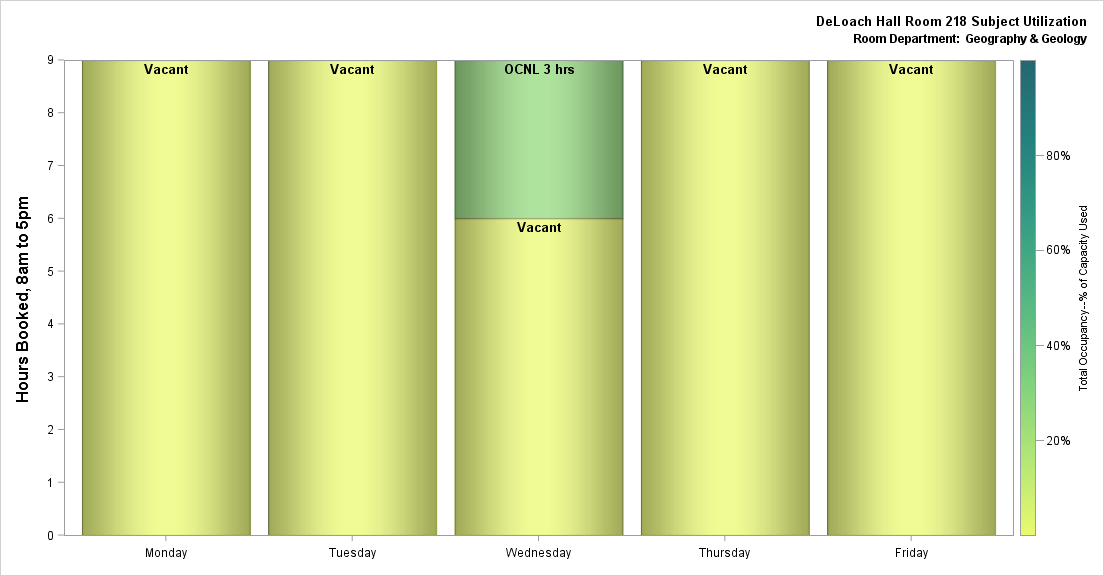 DeLoach Hall Room 218 Subject Utilization
Room Department: Geography & Geology
Hours Booked, 8am to 5pm
9
8
7
6
5
4
3
2
1
0
Vacant
Vacant
OCNL 3 hrs
Vacant
Vacant
Vacant
Monday
Tuesday
Wednesday
Thursday
Friday
80%
60%
40%
20%
Total Occupancy--% of Capacity Used